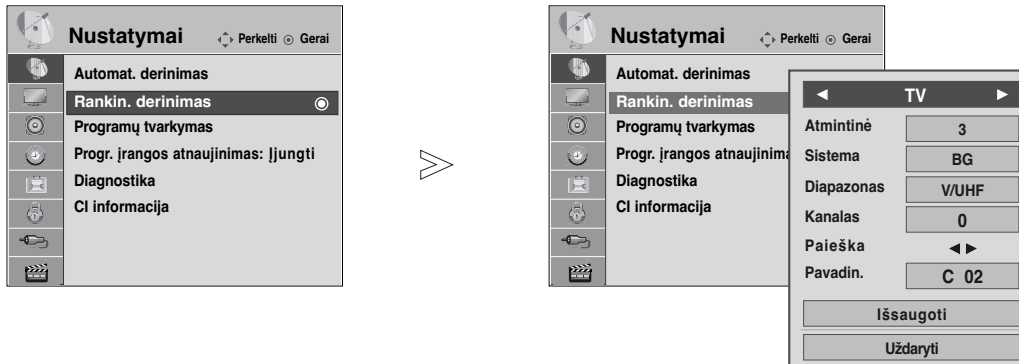 Nustatymai Perkelti Gerai
Automat. derinimas
Rankin. derinimas
Programų tvarkymas
Progr. įrangos atnaujinimas: Įjungti
Diagnostika
CI informacija
Nustatymai Perkelti Gerai
Automat. derinimas
Rankin. derinimas
Programų tvarkymas
Progr. įrangos atnaujinima
Diagnostika
CI informacija
◄ TV ►
Atmintinė 3
Sistema BG
Diapazonas V/UHF
Kanalas 0
Paieška ◄►
Pavadin. C 02
Išsaugoti
Uždaryti